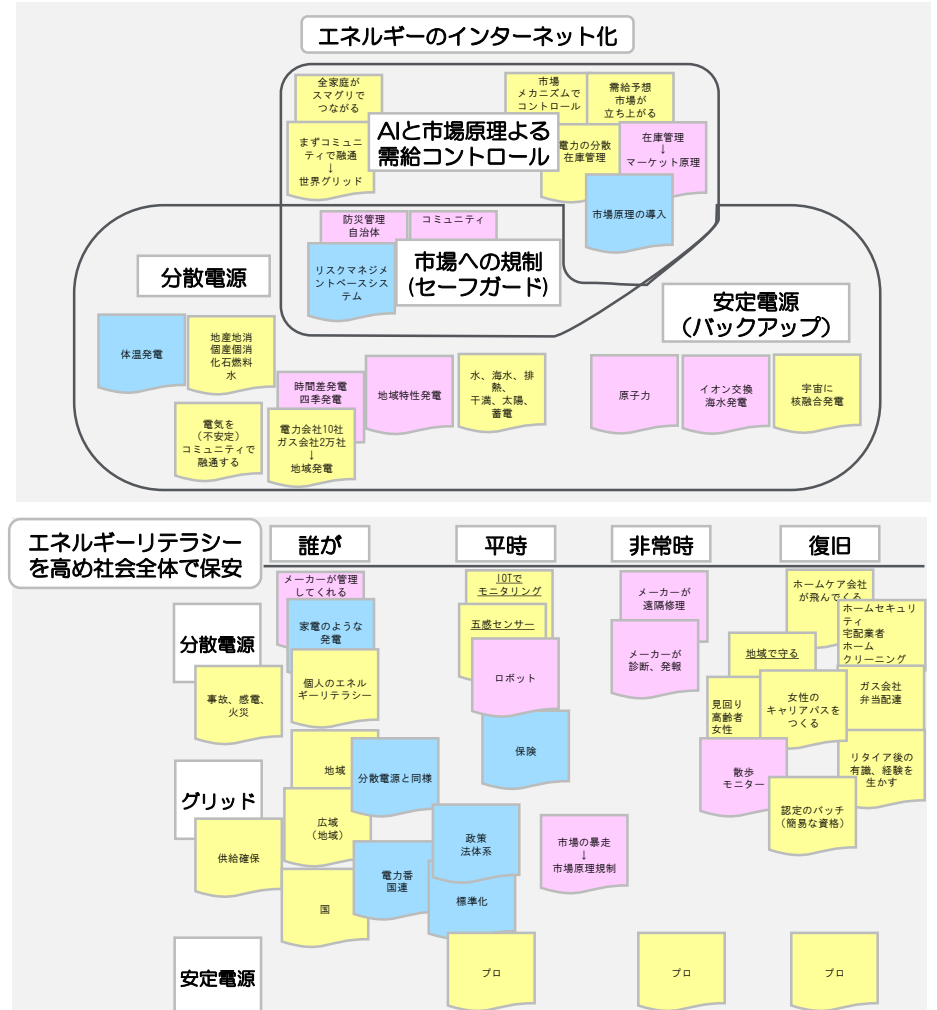 エネルギーのインターネット化
全家庭が
スマグリで
つながる
まずコミュニ
ティで融通
↓
世界グリッド
AIと市場原理よる
需給コントロール
市場
メカニズムで
コントロール
需給予想
市場が
立ち上がる
電力の分散
在庫管理
在庫管理
↓
マーケット原理
市場原理の導入
防災管理
自治体
コミュニティ
リスクマネジメ
ントベースシス
テム
市場への規制
(セーフガード)
分散電源
安定電源
（バックアップ）
体温発電
地産地消
個産個消
化石燃料
水
時間差発電
四季発電
地域特性発電
水、海水、排
熱、
干満、太陽、
蓄電
電気を
（不安定）
コミュニティで
融通する
電力会社10社
ガス会社2万社
↓
地域発電
原子力
イオン交換
海水発電
宇宙に
核融合発電
エネルギーリテラシー
を高め社会全体で保安
誰が
平時
非常時
復旧
分散電源
事故、感電、
火災
メーカーが管理
してくれる
家電のような
発電
個人のエネル
ギーリテラシー
IOTで
モニタリング
五感センサー
ロボット
保険
メーカーが
遠隔修理
メーカーが
診断、発報
ホームケア会社
が飛んでくる
ホームセキュリ
ティ
宅配業者
ホーム
クリーニング
地域で守る
ガス会社
弁当配達
見回り
高齢者
女性
女性の
キャリアパスを
つくる
散歩
モニター
リタイア後の
有識、経験を
生かす
認定のバッチ
（簡易な資格）
グリッド
供給確保
地域
分散電源と同様
広域
（地域）
電力番
国連
国
政策
法体系
標準化
市場の暴走
↓
市場原理規制
安定電源
プロ
プロ
プロ